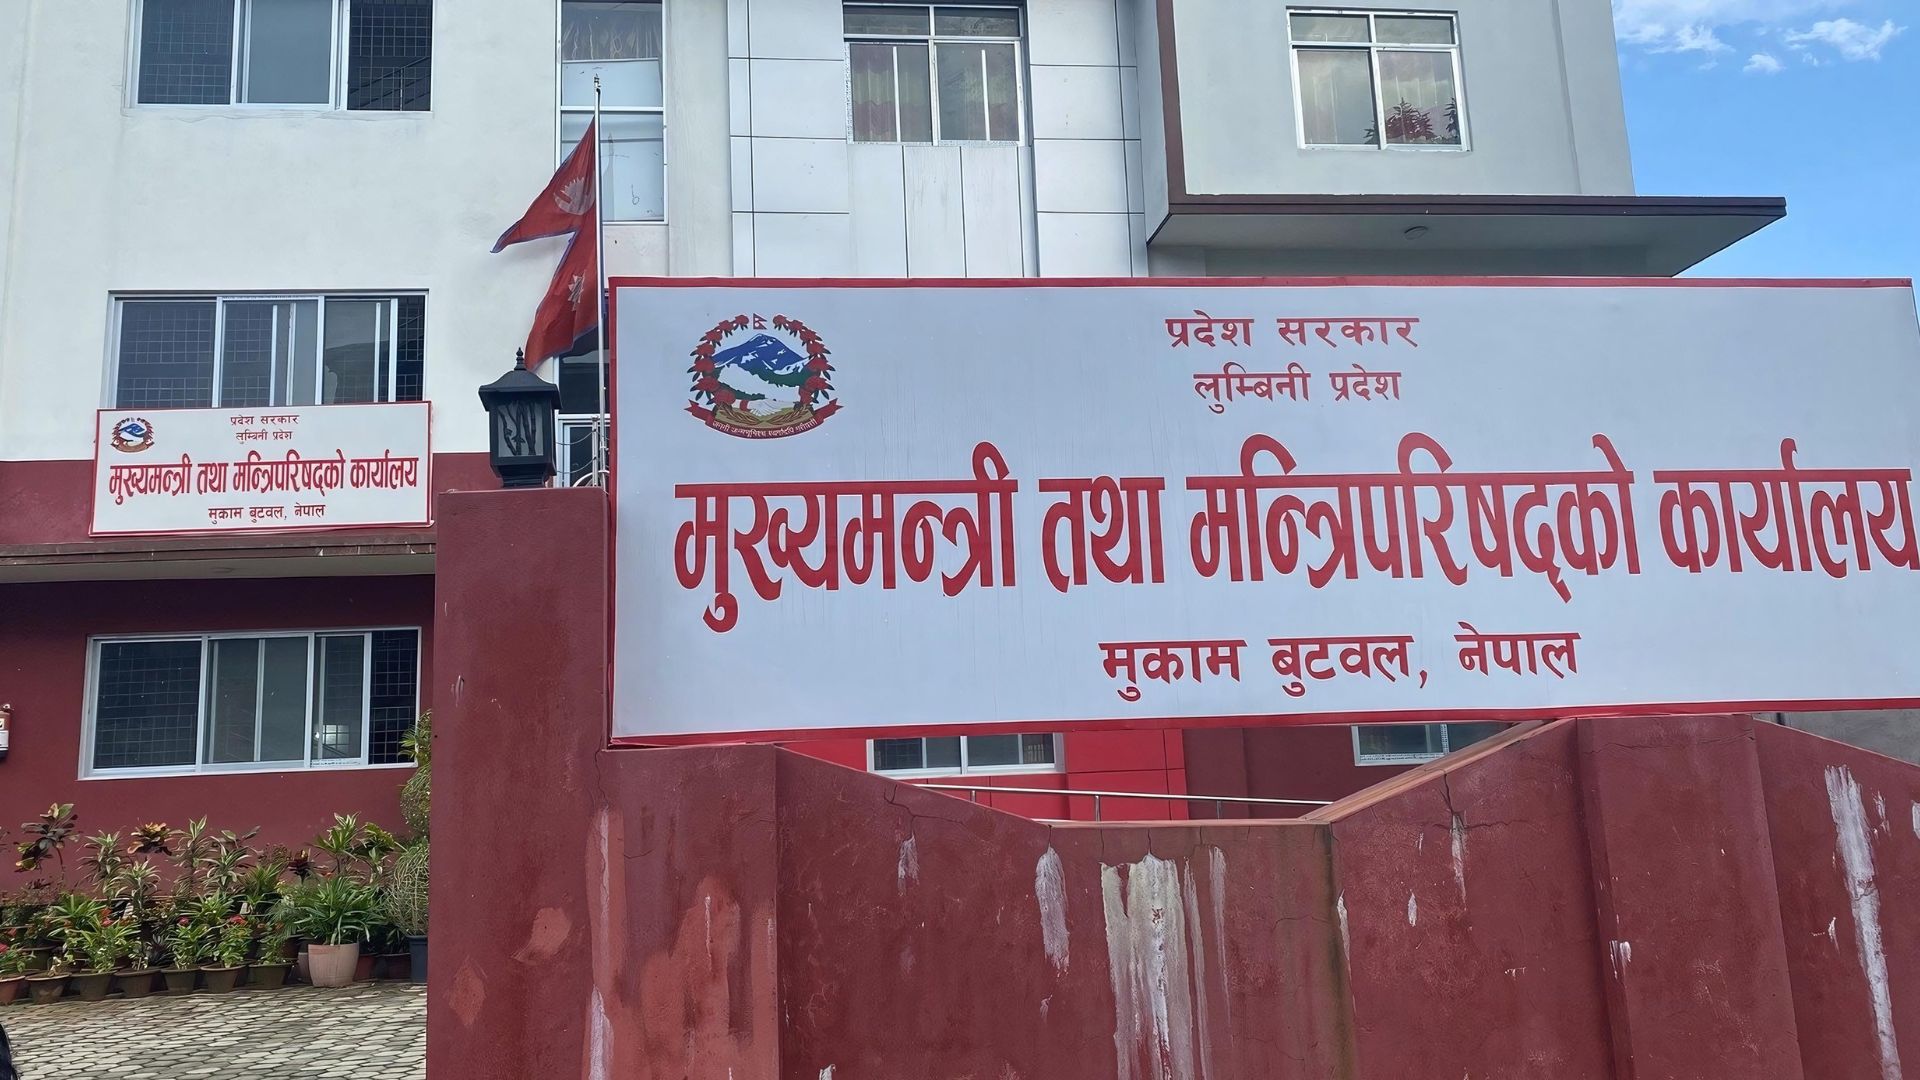 प्रदेश सरकार
लुम्बिनी प्रदेश
मुख्यमन्त्री तथा मन्त्रिपरिषद्को कार्यालय
मुकाम बुटवल, नेपाल
प्रदेश सरकार
लुम्बिनी प्रदेश
मुख्यमन्त्री तथा मन्त्रिपरिषद्को कार्यालय
मुकाम बुटवल, नेपाल